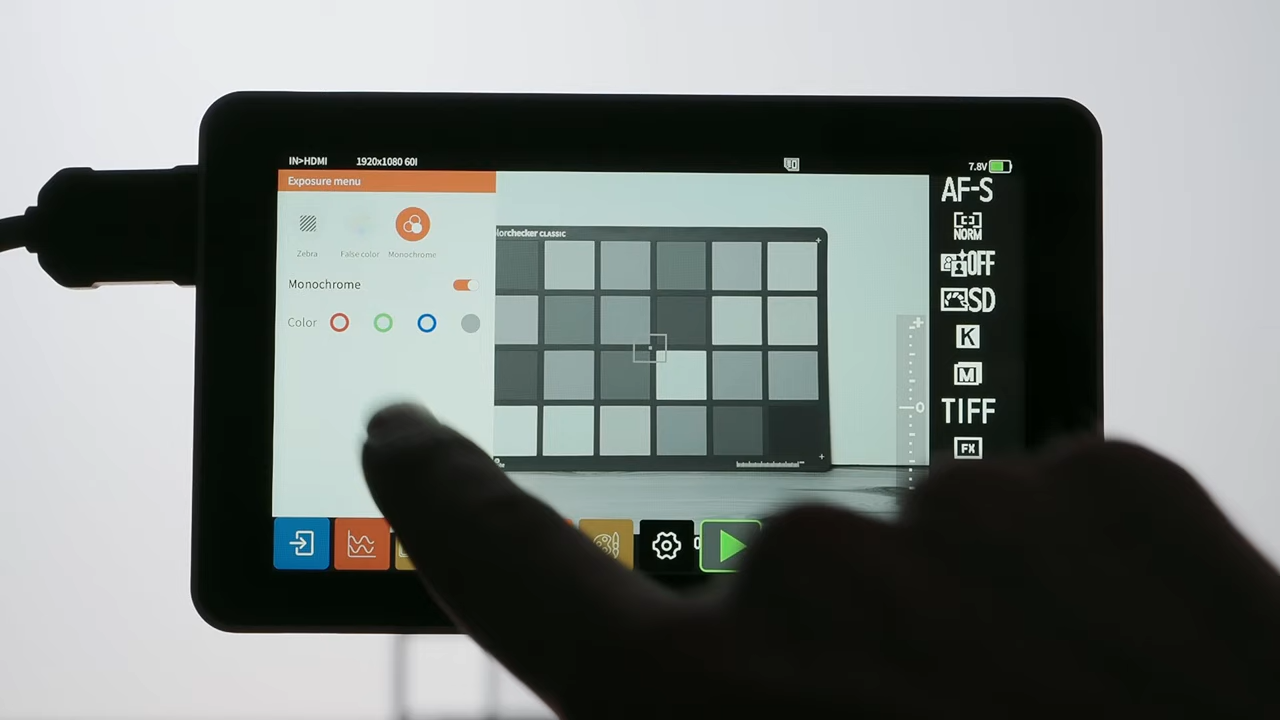 IN>HDMI 1920x1080 60I
7.8V
Exposure menu
AF-S
NORM
OFF
SD
K
M
TIFF
FX
Zebra False color Monochrome
Monochrome
Color
lorchecker CLASSIC
+
0